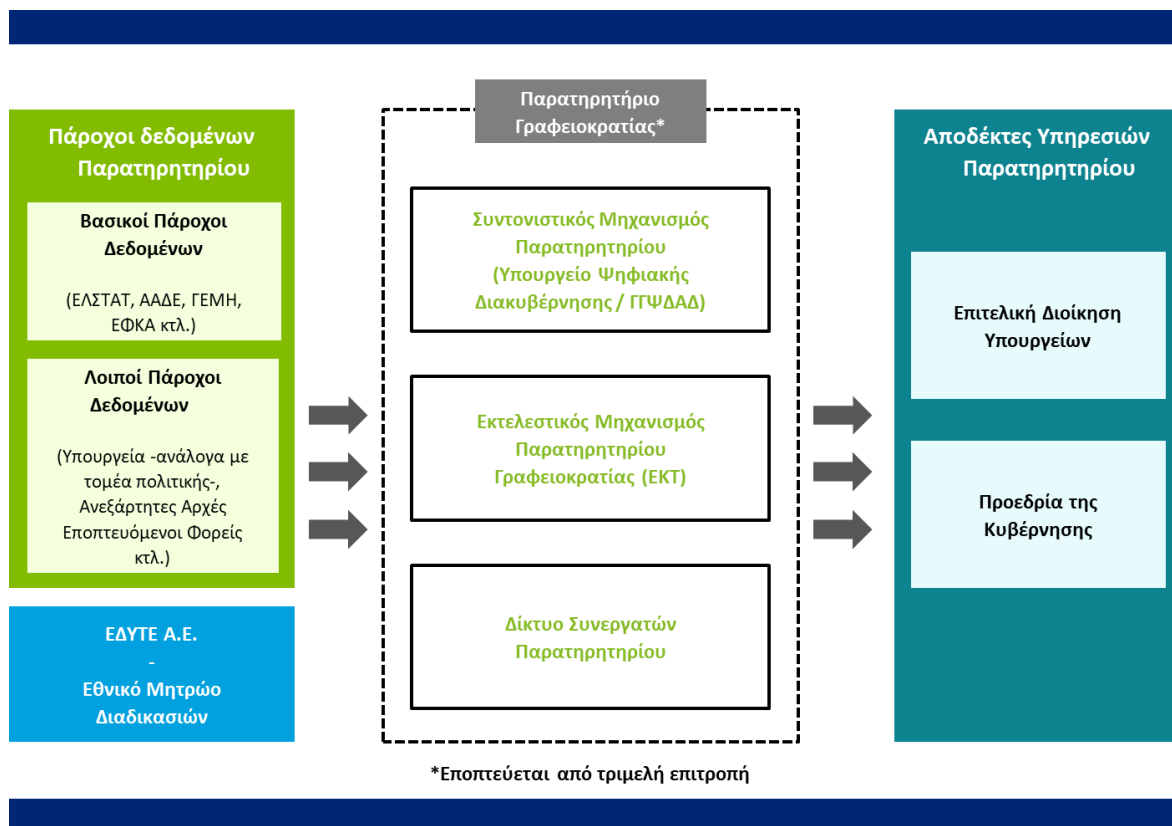 Πάροχοι δεδομένων
Παρατηρητηρίου
Βασικοί Πάροχοι
Δεδομένων
(ΕΛΣΤΑΤ, ΑΑΔΕ, ΓΕΜΗ,
ΕΦΚΑ κτλ.)
Λοιποί Πάροχοι
Δεδομένων
(Υπουργεία -ανάλογα με
τομέα πολιτικής-,
Ανεξάρτητες Αρχές
Εποπτευόμενοι Φορείς
κτλ.)
ΕΔΥΤΕ Α.Ε.
-
Εθνικό Μητρώο
Διαδικασιών
Παρατηρητήριο
Γραφειοκρατίας*
Συντονιστικός Μηχανισμός
Παρατηρητηρίου
(Υπουργείο Ψηφιακής
Διακυβέρνησης / ΓΓΨΔΑΔ)
Εκτελεστικός Μηχανισμός
Παρατηρητηρίου
Γραφειοκρατίας (ΕΚΤ)
Δίκτυο Συνεργατών
Παρατηρητηρίου
*Εποπτεύεται από τριμελή επιτροπή
Αποδέκτες Υπηρεσιών
Παρατηρητηρίου
Επιτελική Διοίκηση
Υπουργείων
Προεδρία της
Κυβέρνησης